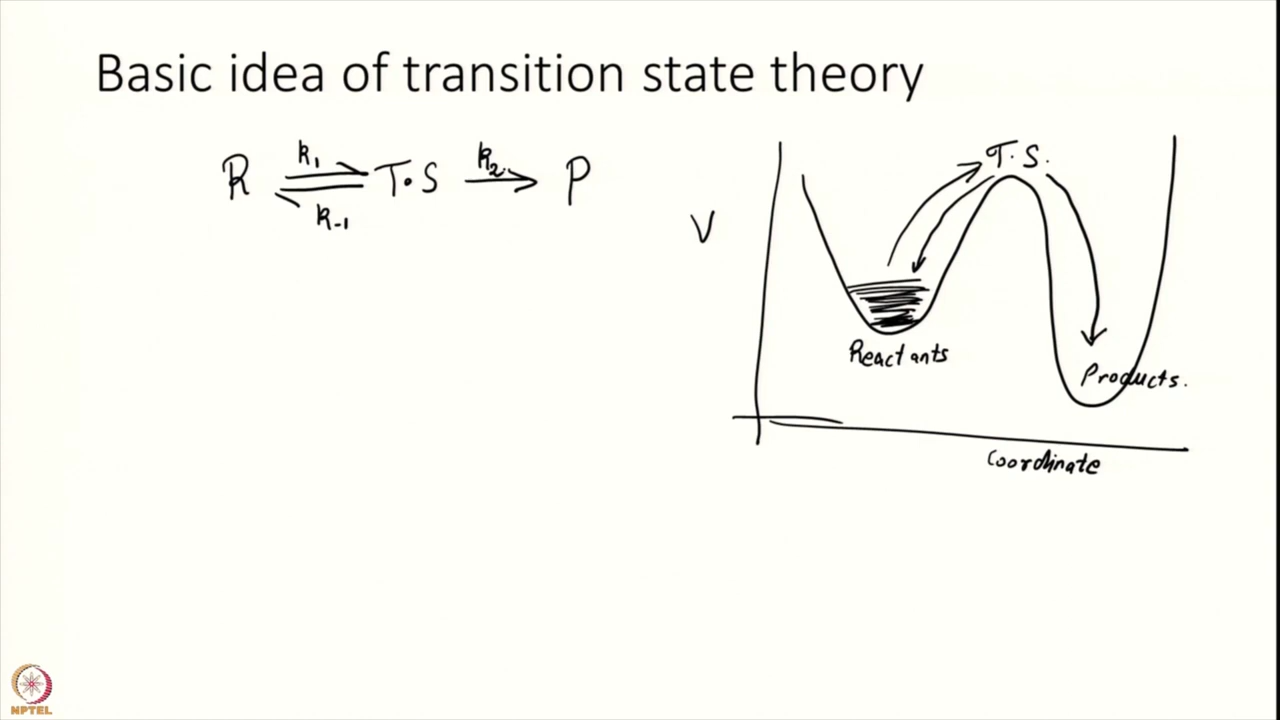 Basic idea of transition state theory
R k₁ ⇌ k₋₁ T.S k₂ → P
T.S.
V
Reactants
Products.
Coordinate
NPTEL